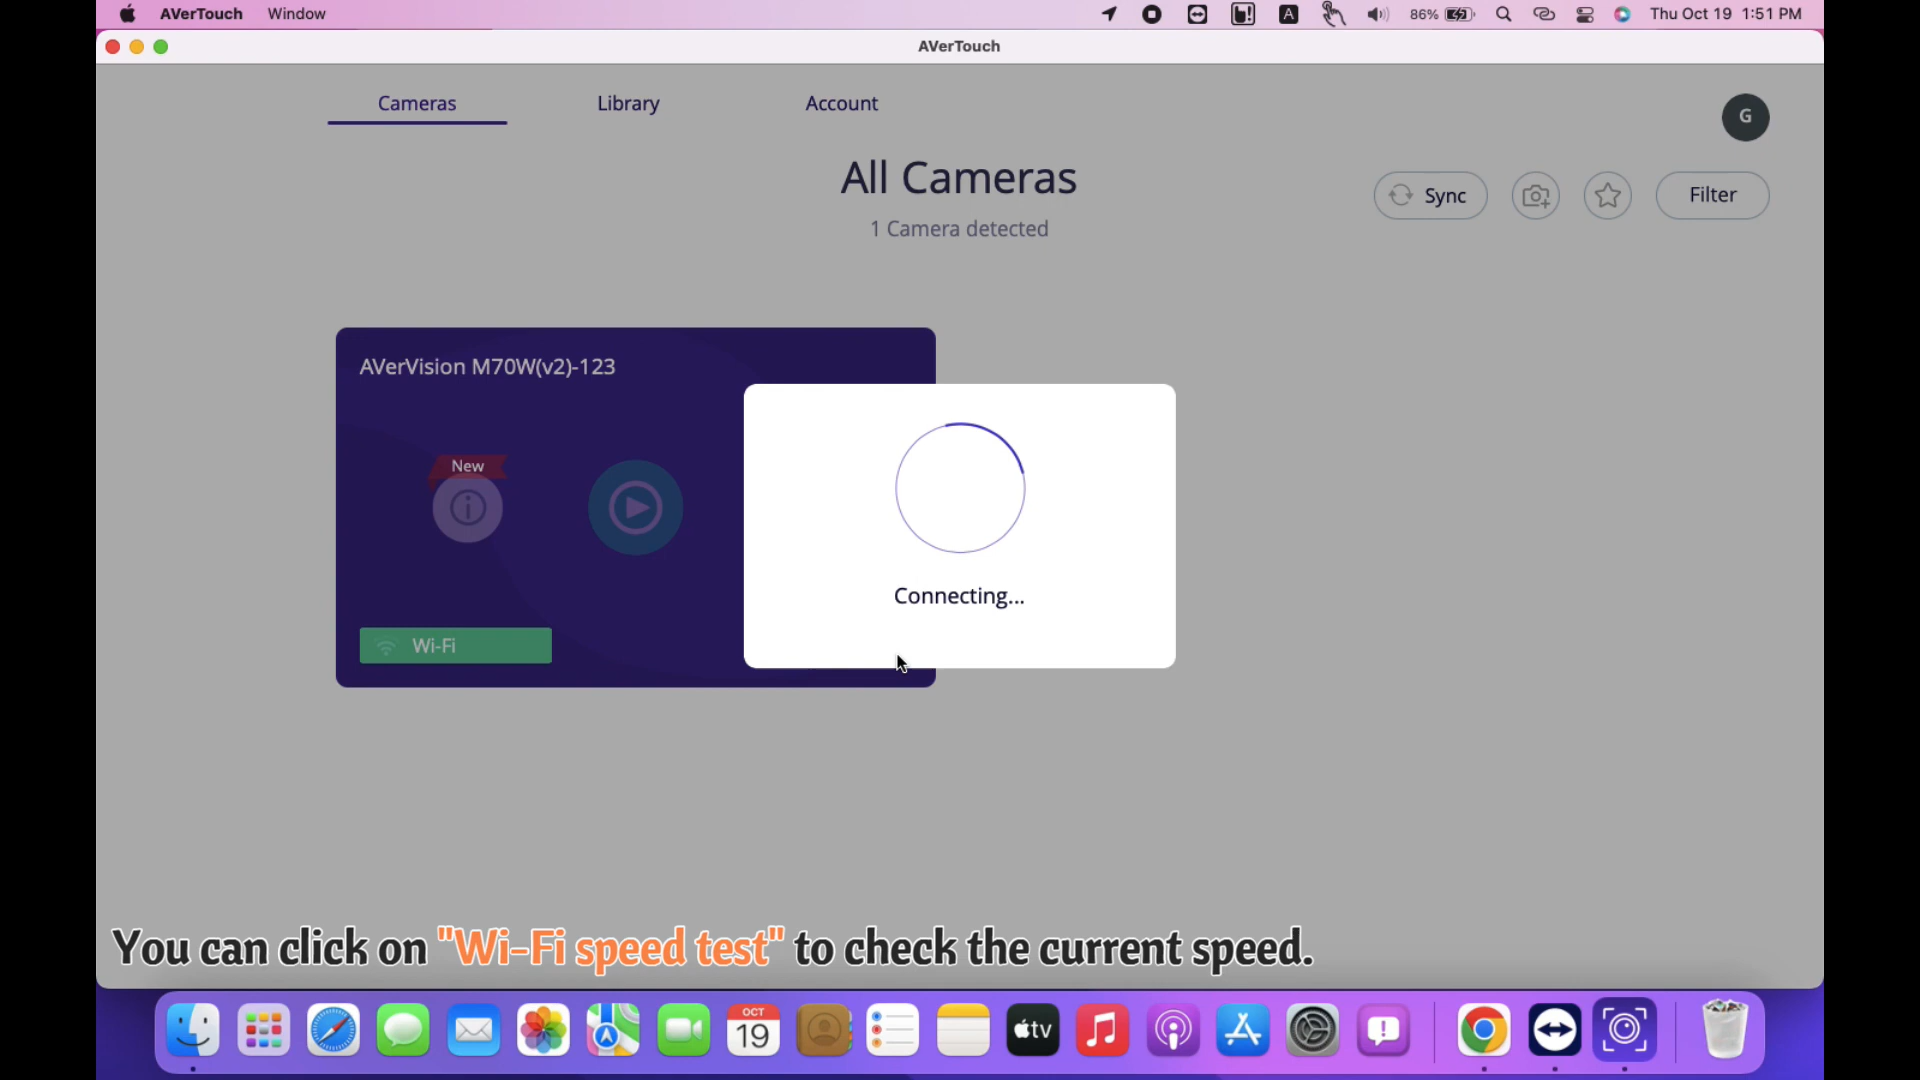 AVerTouch Window A 86% Thu Oct 19 1:51 PM
AVerTouch
Cameras Library Account
G
All Cameras
Sync Filter
1 Camera detected
AVerVision M70W(v2)-123
New
Connecting...
Wi-Fi
You can click on "Wi-Fi speed test" to check the current speed.
OCT
19
tv